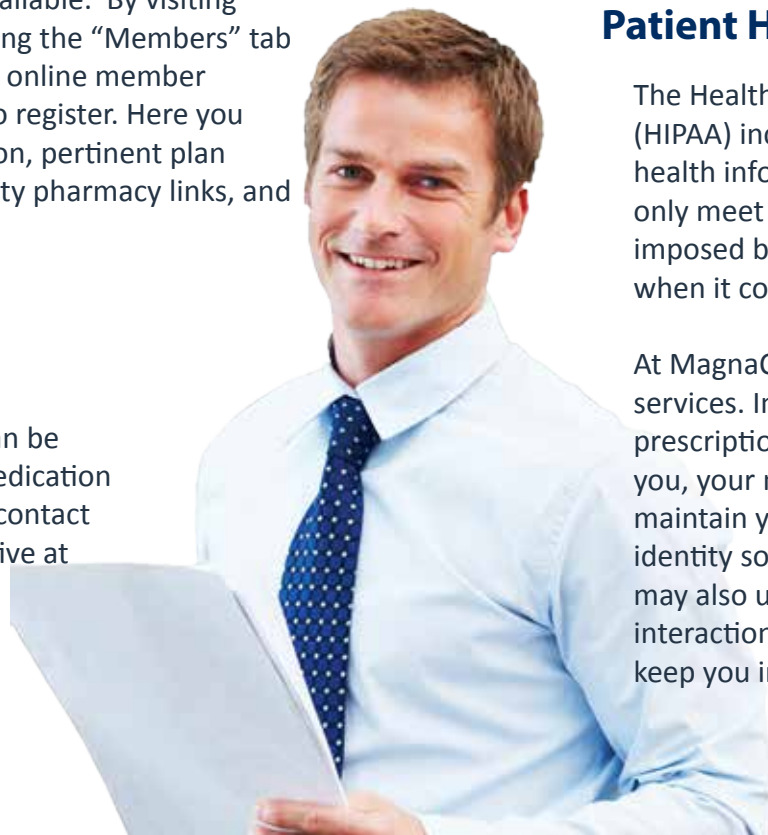 ailable. By visiting
ing the “Members” tab
online member
o register. Here you
on, pertinent plan
ty pharmacy links, and
an be
edication
contact
ive at
Patient H
The Health
(HIPAA) inc
health info
only meet
imposed b
when it co
At MagnaC
services. In
prescriptio
you, your r
maintain y
identity so
may also u
interaction
keep you i